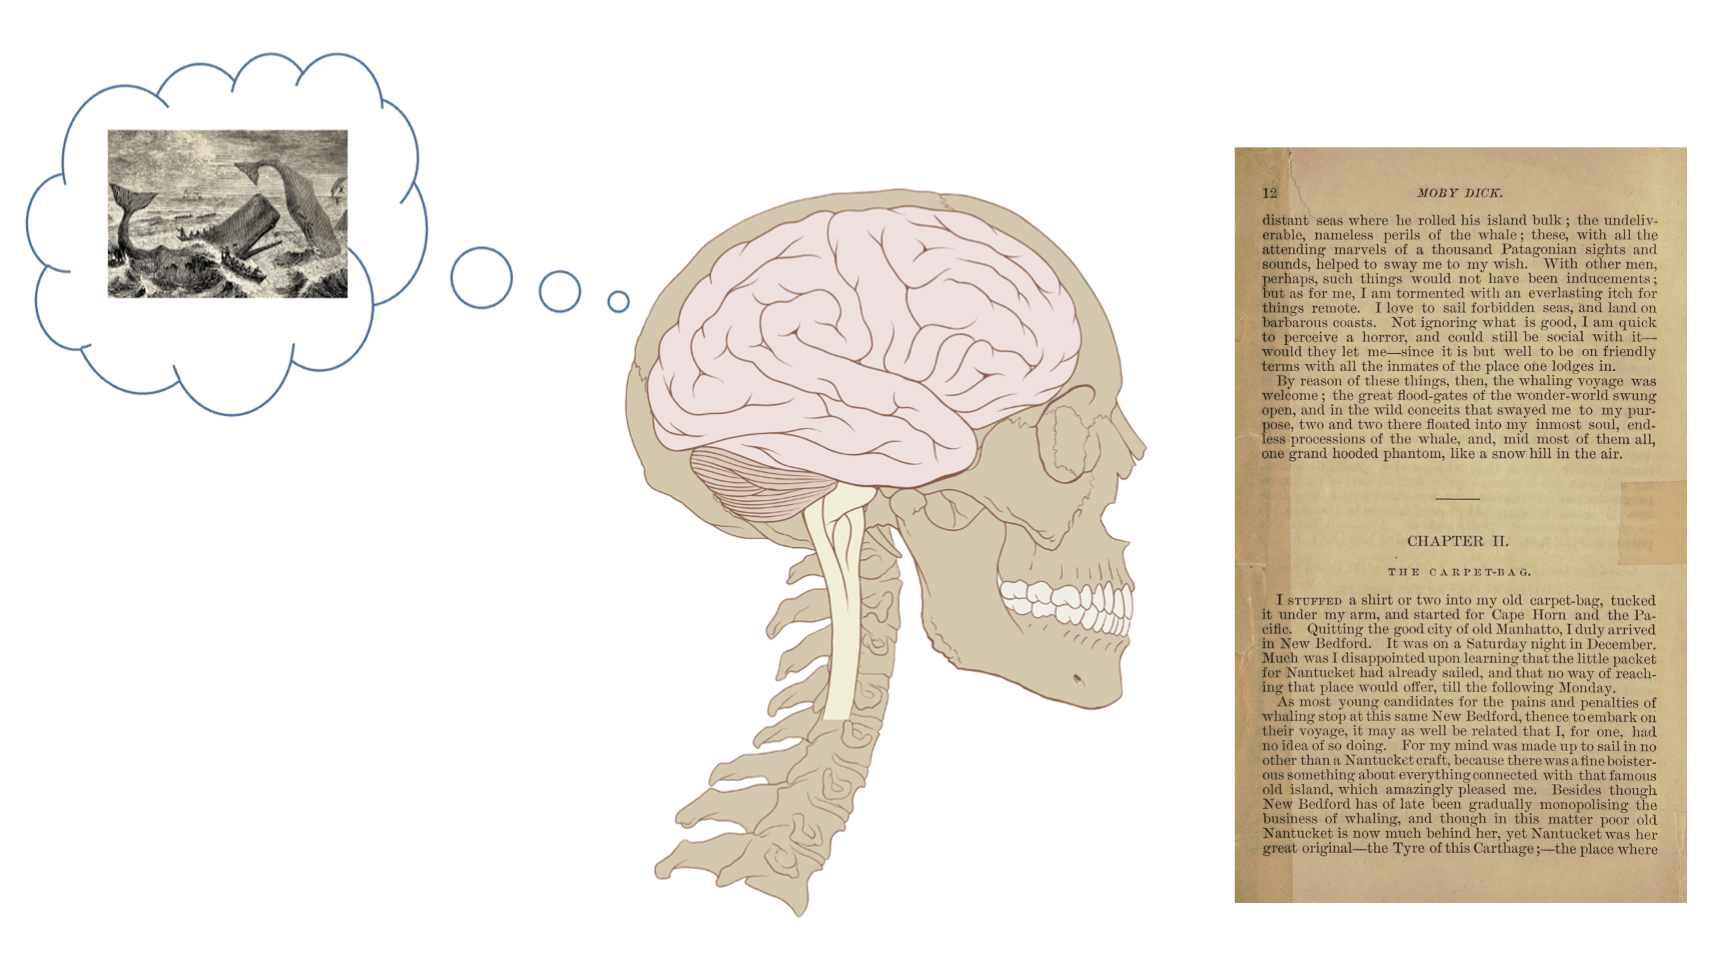 12 MOBY DICK.
distant seas where he rolled his island bulk; the undeliv-
erable, nameless perils of the whale; these, with all the
attending marvels of a thousand Patagonian sights and
sounds, helped to sway me to my wish. With other men,
perhaps, such things would not have been inducements;
but as for me, I am tormented with an everlasting itch for
things remote. I love to sail forbidden seas, and land on
barbarous coasts. Not ignoring what is good, I am quick
to perceive a horror, and could still be social with it—
would they let me—since it is but well to be on friendly
terms with all the inmates of the place one lodges in.
By reason of these things, then, the whaling voyage was
welcome; the great flood-gates of the wonder-world swung
open, and in the wild conceits that swayed me to my pur-
pose, two and two there floated into my inmost soul, end-
less processions of the whale, and, mid most of them all,
one grand hooded phantom, like a snow hill in the air.
CHAPTER II.
THE CARPET-BAG.
I STUFFED a shirt or two into my old carpet-bag, tucked
it under my arm, and started for Cape Horn and the Pa-
cific. Quitting the good city of old Manhatto, I duly arrived
in New Bedford. It was on a Saturday night in December.
Much was I disappointed upon learning that the little packet
for Nantucket had already sailed, and that no way of reach-
ing that place would offer, till the following Monday.
As most young candidates for the pains and penalties of
whaling stop at this same New Bedford, thence to embark on
their voyage, it may as well be related that I, for one, had
no idea of so doing. For my mind was made up to sail in no
other than a Nantucket craft, because there was a fine boister-
ous something about everything connected with that famous
old island, which amazingly pleased me. Besides though
New Bedford has of late been gradually monopolising the
business of whaling, and though in this matter poor old
Nantucket is now much behind her, yet Nantucket was her
great original—the Tyre of this Carthage;—the place where